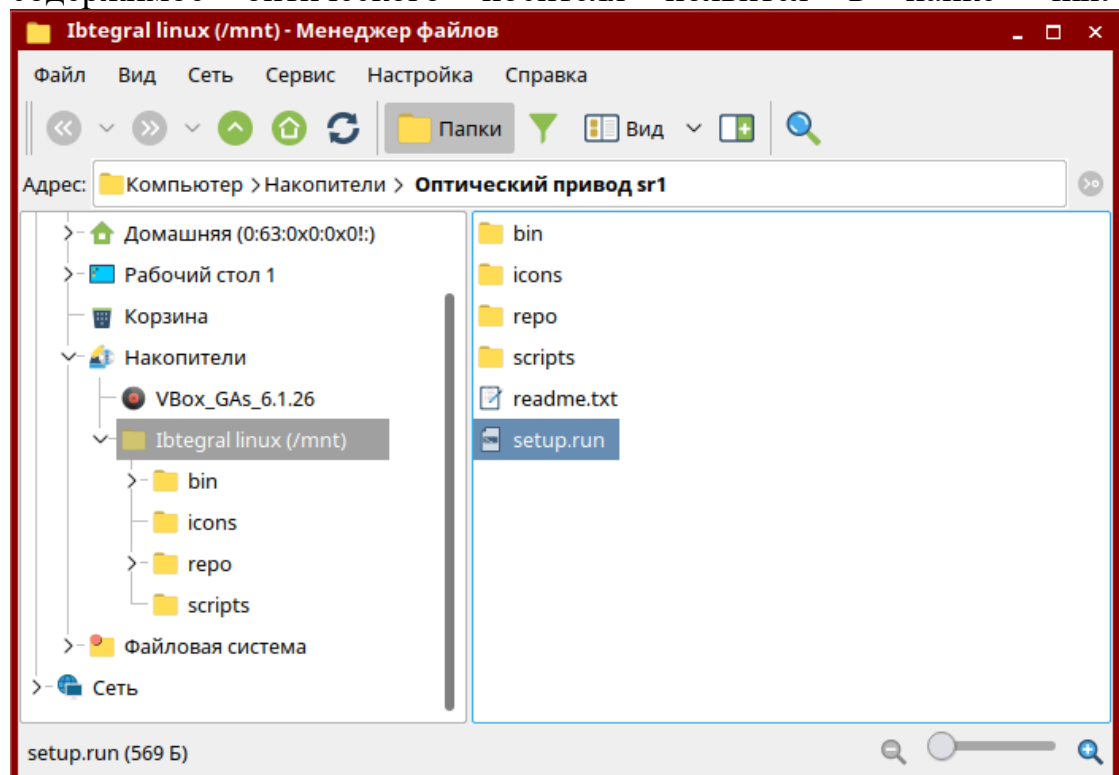 Ibtegral linux (/mnt) - Менеджер файлов
Файл Вид Сеть Сервис Настройка Справка
Папки Вид
Адрес: Компьютер > Накопители > Оптический привод sr1
Домашняя (0:63:0x0:0x0!:)
Рабочий стол 1
Корзина
Накопители
VBox_GAs_6.1.26
Ibtegral linux (/mnt)
bin
icons
repo
scripts
Файловая система
Сеть
bin
icons
repo
scripts
readme.txt
setup.run
setup.run (569 Б)